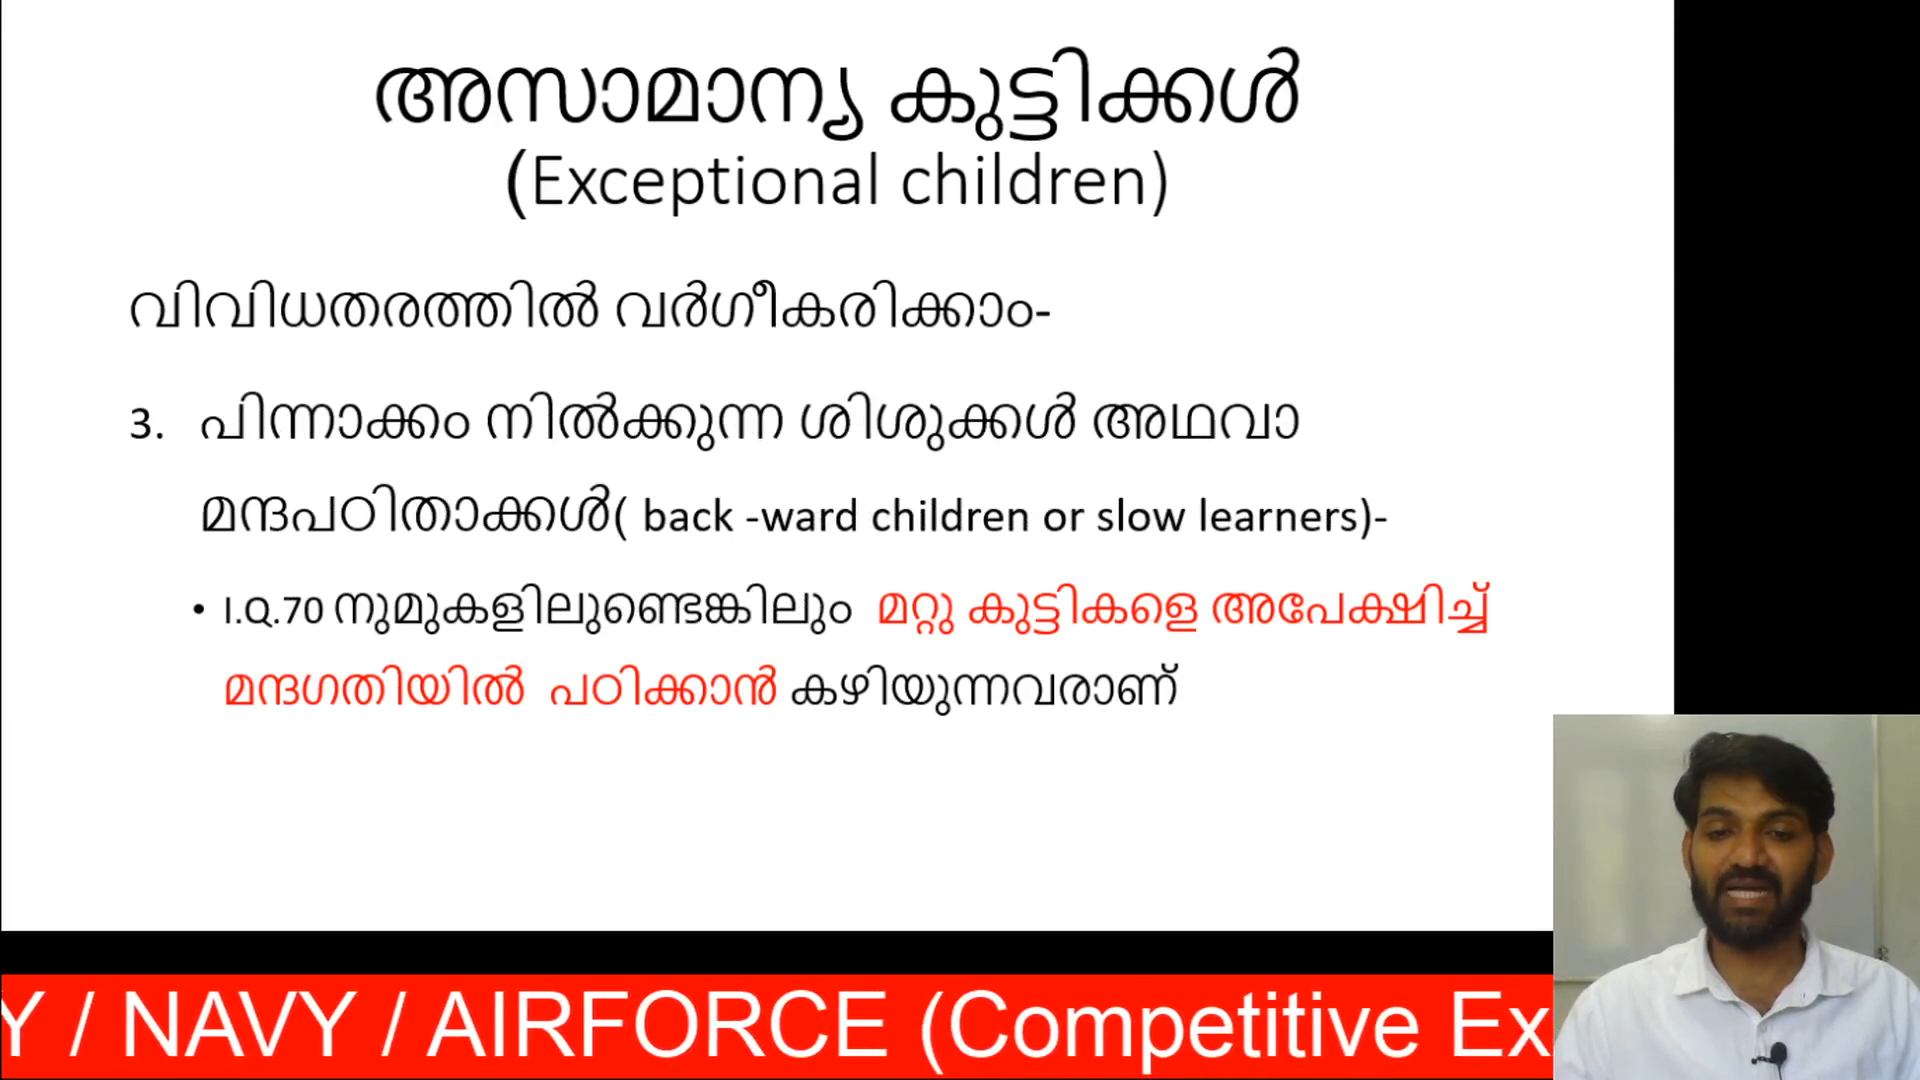 അസാമാന്യ കുട്ടിക്കൾ
(Exceptional children)
വിവിധതരത്തിൽ വർഗീകരിക്കാം-
3. പിന്നാക്കം നിൽക്കുന്ന ശിശുക്കൾ അഥവാ
മന്ദപഠിതാക്കൾ( back -ward children or slow learners)-
• I.Q.70 നുമുകളിലുണ്ടെങ്കിലും മറ്റു കുട്ടികളെ അപേക്ഷിച്ച്
മന്ദഗതിയിൽ പഠിക്കാൻ കഴിയുന്നവരാണ്
Y / NAVY / AIRFORCE (Competitive Ex